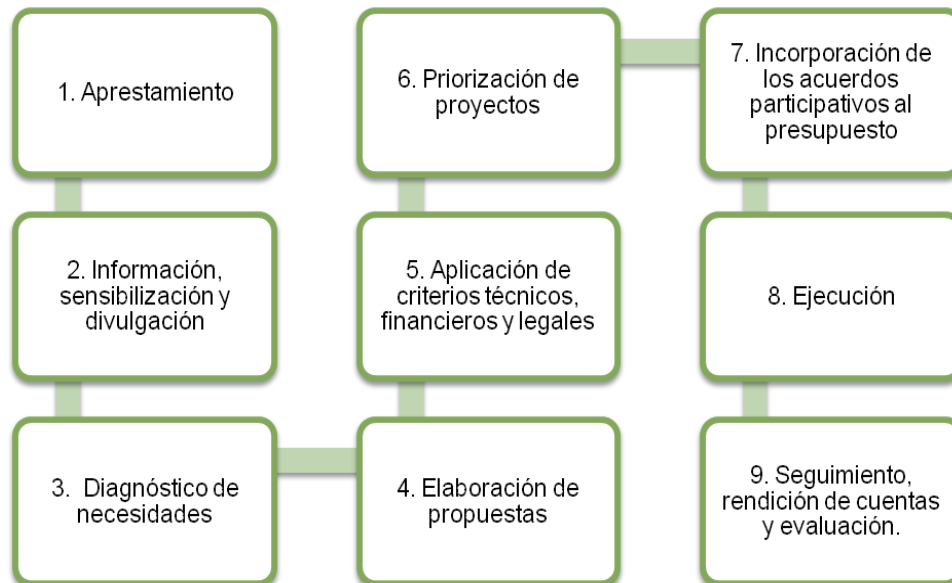 1. Aprestamiento
2. Información,
sensibilización y
divulgación
3.  Diagnóstico de
necesidades
4. Elaboración de
propuestas
5. Aplicación de
criterios técnicos,
financieros y legales
6. Priorización de
proyectos
7. Incorporación de
los acuerdos
participativos al
presupuesto
8. Ejecución
9. Seguimiento,
rendición de cuentas
y evaluación.